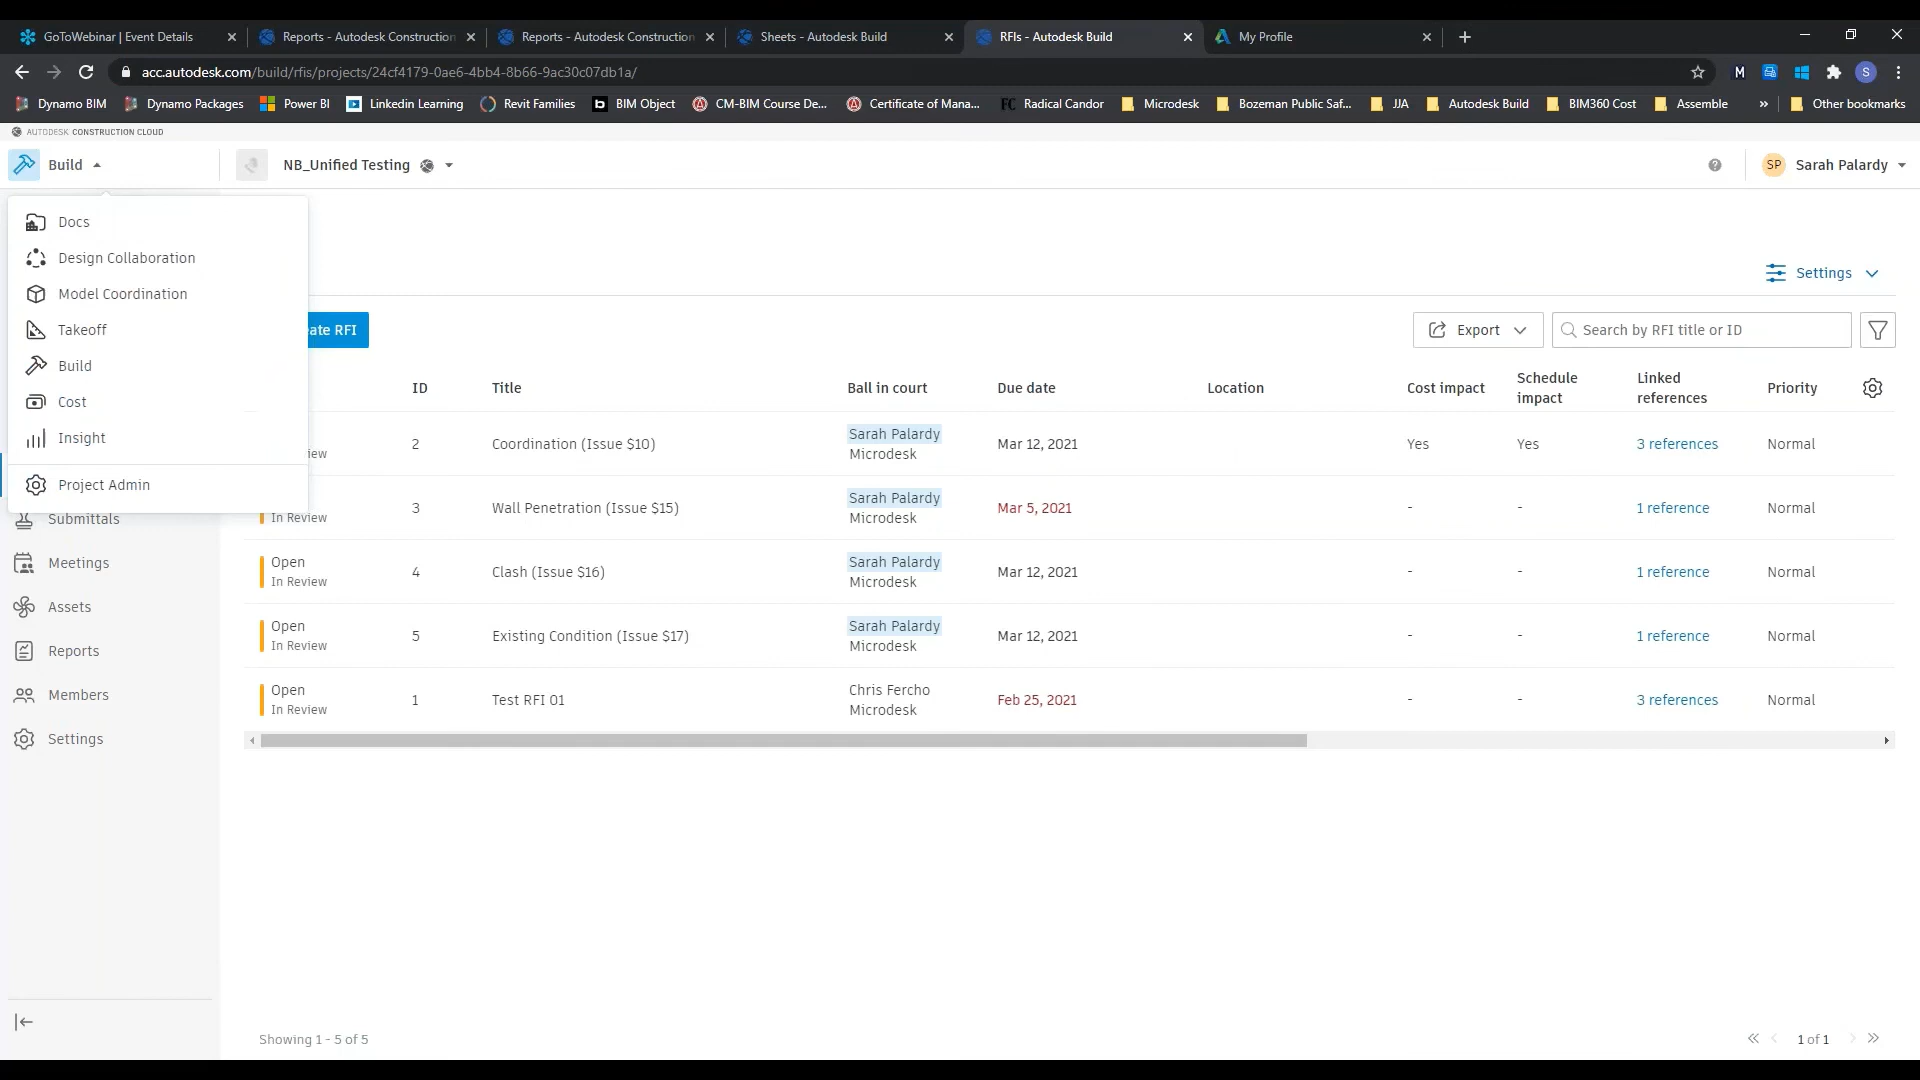 GoToWebinar | Event Details
Reports - Autodesk Construction
Reports - Autodesk Construction
Sheets - Autodesk Build
RFIs - Autodesk Build
My Profile
acc.autodesk.com/build/rfis/projects/24cf4179-0ae6-4bb4-8b66-9ac30c07db1a/
M
S
Dynamo BIM
Dynamo Packages
Power BI
Linkedin Learning
Revit Families
b BIM Object
CM-BIM Course De...
Certificate of Mana...
FC Radical Candor
Microdesk
Bozeman Public Saf...
JJA
Autodesk Build
BIM360 Cost
Assemble
»
Other bookmarks
AUTODESK CONSTRUCTION CLOUD
Build
NB_Unified Testing
SP Sarah Palardy
Docs
Design Collaboration
Model Coordination
Takeoff
Build
Cost
Insight
Project Admin
Submittals
Meetings
Assets
Reports
Members
Settings
Settings
ate RFI
Export
Search by RFI title or ID
ID Title Ball in court Due date Location Cost impact Schedule impact Linked references Priority
iew 2 Coordination (Issue $10) Sarah Palardy Microdesk Mar 12, 2021 Yes Yes 3 references Normal
In Review 3 Wall Penetration (Issue $15) Sarah Palardy Microdesk Mar 5, 2021 - - 1 reference Normal
Open In Review 4 Clash (Issue $16) Sarah Palardy Microdesk Mar 12, 2021 - - 1 reference Normal
Open In Review 5 Existing Condition (Issue $17) Sarah Palardy Microdesk Mar 12, 2021 - - 1 reference Normal
Open In Review 1 Test RFI 01 Chris Fercho Microdesk Feb 25, 2021 - - 3 references Normal
Showing 1 - 5 of 5
1 of 1